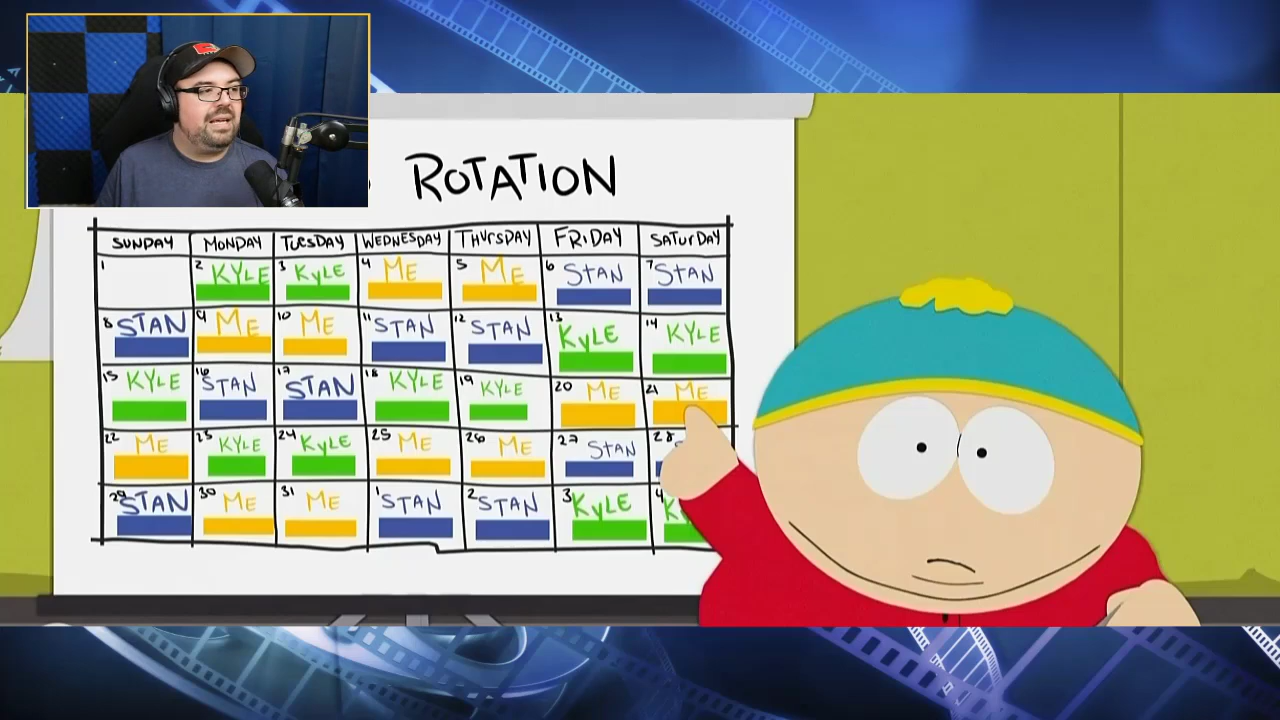 ROTATION
SUNDAY MONDAY TUESDAY WEDNESDAY THURSDAY FRIDAY SATURDAY
1 2 KYLE 3 KYLE 4 ME 5 ME 6 STAN 7 STAN
8 STAN 9 ME 10 ME 11 STAN 12 STAN 13 KYLE 14 KYLE
15 KYLE 16 STAN 17 STAN 18 KYLE 19 KYLE 20 ME 21 ME
22 ME 23 KYLE 24 KYLE 25 ME 26 ME 27 STAN 28 S
29 STAN 30 ME 31 ME 1 STAN 2 STAN 3 KYLE 4 KY